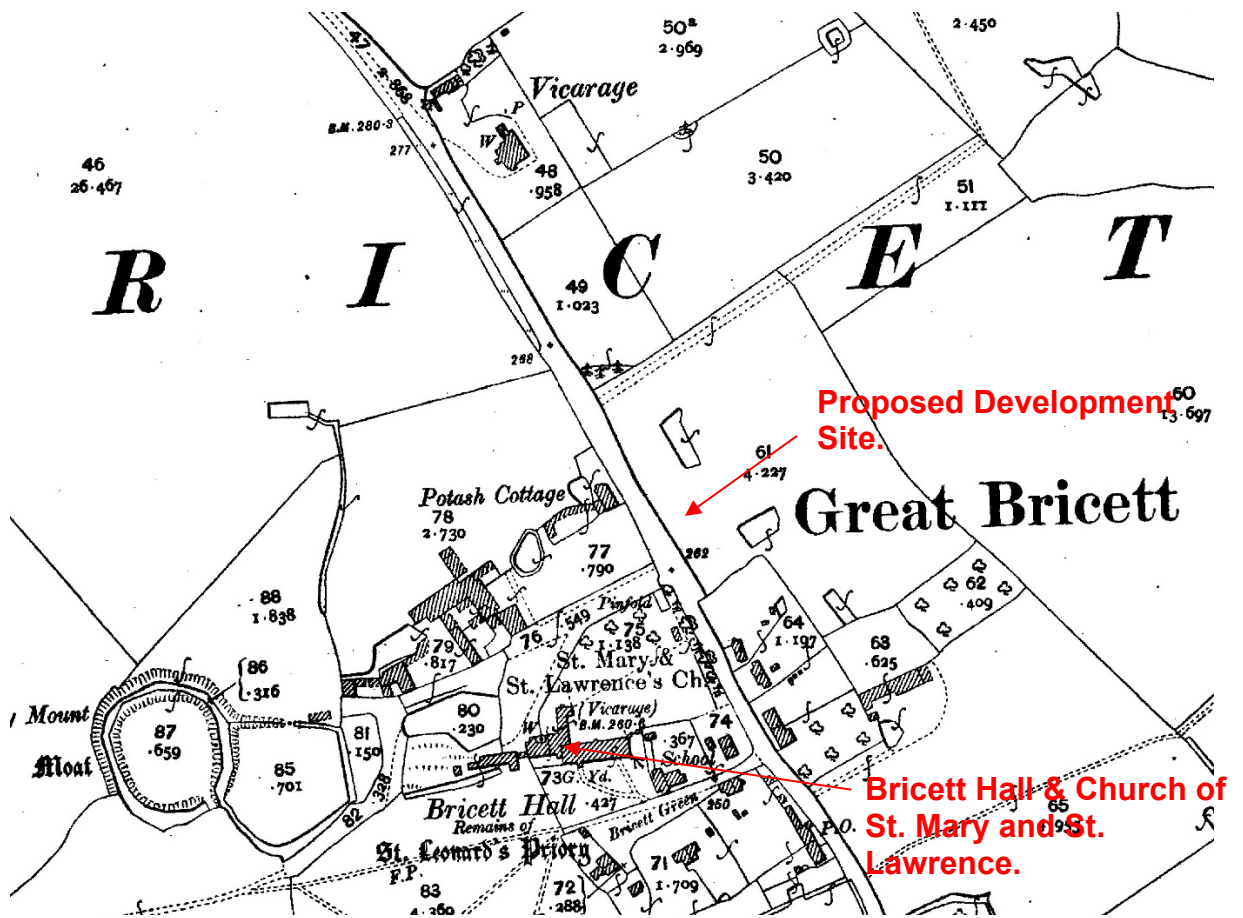 50ª
2·969
2·450
47
2·868
Vicarage
P
W
B.M. 280·3
277
46
26·467
48
·958
50
3·420
51
1·111
R I C E T
49
1·023
268
Proposed Development
Site.
60
13·697
61
4·227
Great Bricett
Potash Cottage
78
2·730
77
·790
262
Pinfold
62
·409
88
1·838
76
·549
75
1·138
64
1·197
63
·625
79
·817
St. Mary &
St. Lawrence's Ch.
(Vicarage)
B.M. 260·6
86
·316
y Mount
Moat
87
·659
80
·230
W
74
81
·150
367
School
85
·701
73
G. Yd.
·427
82
·328
Bricett Hall
Remains of
St. Leonard's Priory
Bricett Green
250
P.O.
65
Bricett Hall & Church of
St. Mary and St.
Lawrence.
F.P.
83
4·369
72
·288
71
1·709